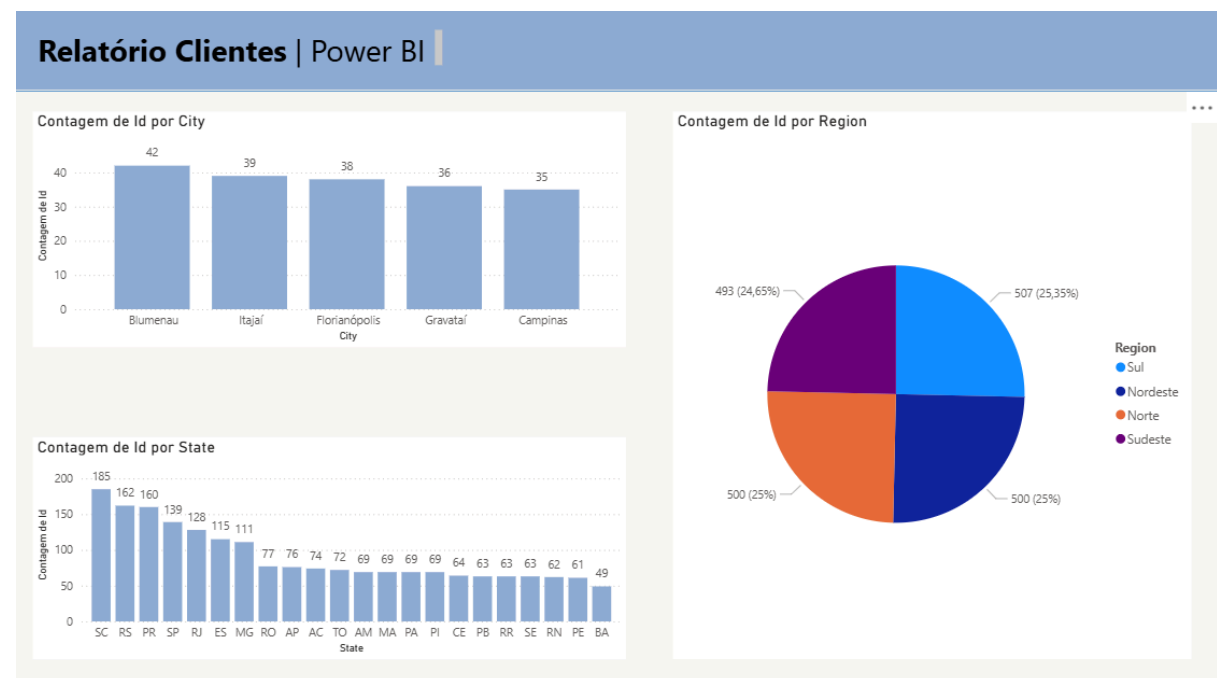 Relatório Clientes | Power BI
...
Contagem de Id por City
42
39
38
36
35
40
30
20
10
0
Contagem de Id
Blumenau Itajaí Florianópolis Gravataí Campinas
City
Contagem de Id por State
200
150
100
50
0
Contagem de Id
185 162 160 139 128 115 111 77 76 74 72 69 69 69 69 64 63 63 63 62 61 49
SC RS PR SP RJ ES MG RO AP AC TO AM MA PA PI CE PB RR SE RN PE BA
State
Contagem de Id por Region
493 (24,65%)
507 (25,35%)
500 (25%)
500 (25%)
Region
Sul
Nordeste
Norte
Sudeste